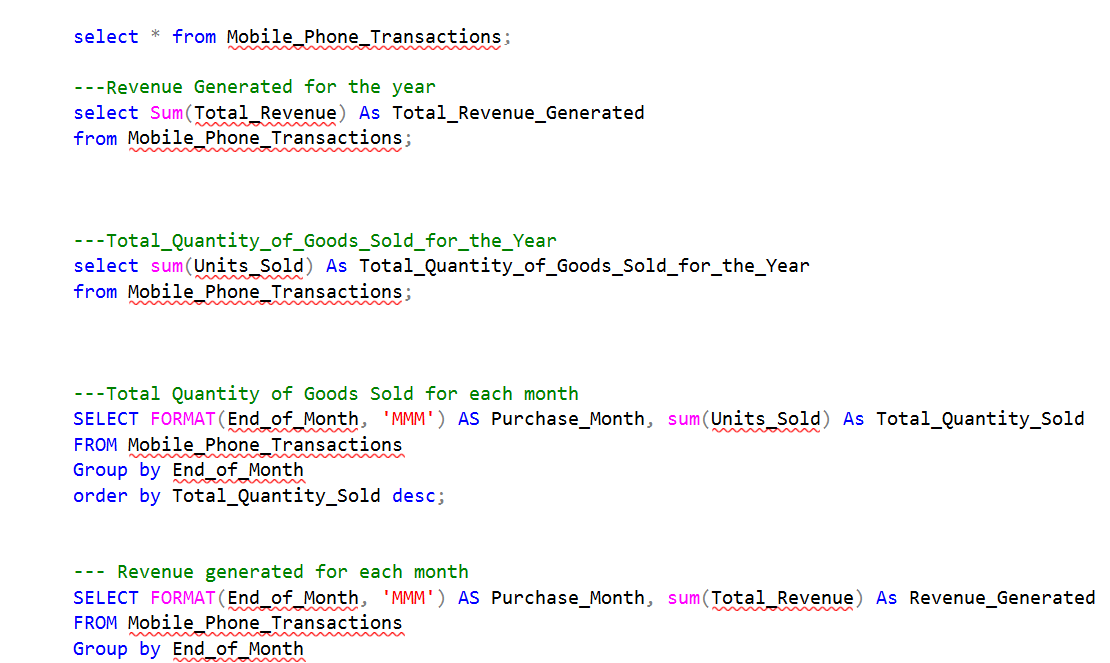 select * from Mobile_Phone_Transactions;
---Revenue Generated for the year
select Sum(Total_Revenue) As Total_Revenue_Generated
from Mobile_Phone_Transactions;
---Total_Quantity_of_Goods_Sold_for_the_Year
select sum(Units_Sold) As Total_Quantity_of_Goods_Sold_for_the_Year
from Mobile_Phone_Transactions;
---Total Quantity of Goods Sold for each month
SELECT FORMAT(End_of_Month, 'MMM') AS Purchase_Month, sum(Units_Sold) As Total_Quantity_Sold
FROM Mobile_Phone_Transactions
Group by End_of_Month
order by Total_Quantity_Sold desc;
--- Revenue generated for each month
SELECT FORMAT(End_of_Month, 'MMM') AS Purchase_Month, sum(Total_Revenue) As Revenue_Generated
FROM Mobile_Phone_Transactions
Group by End_of_Month